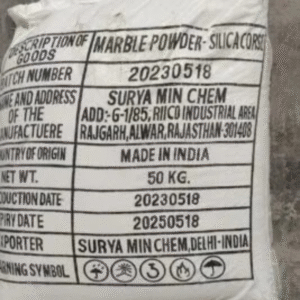 DESCRIPTION OF GOODS MARBLE POWDER- SILICA
BATCH NUMBER 20230518
NAME AND ADDRESS OF THE MANUFACTUERE SURYA MIN CHEM
ADD:- G-1/85, RIICO INDUSTRIAL AREA
RAJGARH, ALWAR, RAJASTHAN-301408
COUNTRY OF ORIGIN MADE IN INDIA
NET WT. 50 KG.
PRODUCTION DATE 20230518
EXPIRY DATE 20250518
EXPORTER SURYA MIN CHEM, DELHI-INDIA
WARNING SYMBOL